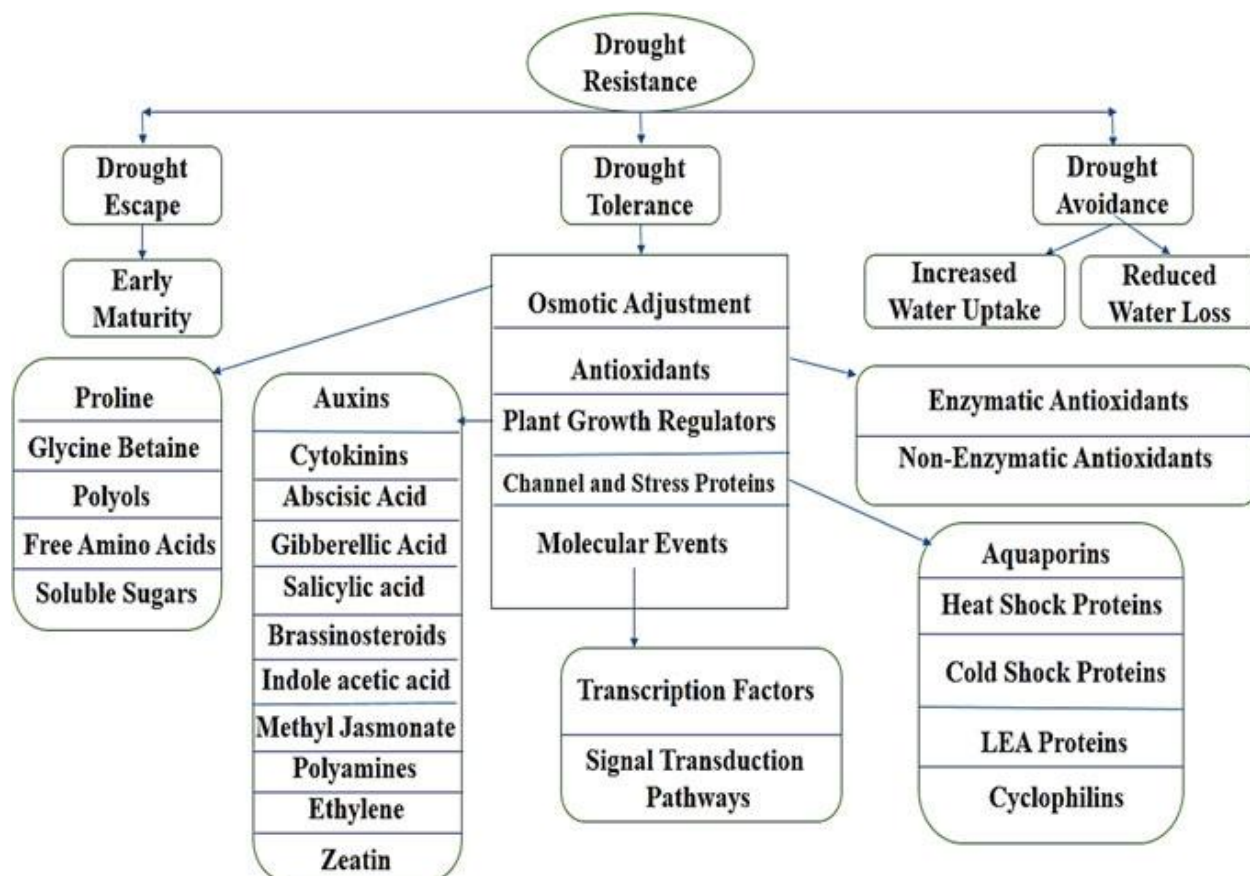 Drought
Resistance
Drought
Escape
Drought
Tolerance
Drought
Avoidance
Early
Maturity
Increased
Water Uptake
Reduced
Water Loss
Osmotic Adjustment
Antioxidants
Plant Growth Regulators
Channel and Stress Proteins
Molecular Events
Proline
Glycine Betaine
Polyols
Free Amino Acids
Soluble Sugars
Auxins
Cytokinins
Abscisic Acid
Gibberellic Acid
Salicylic acid
Brassinosteroids
Indole acetic acid
Methyl Jasmonate
Polyamines
Ethylene
Zeatin
Transcription Factors
Signal Transduction
Pathways
Enzymatic Antioxidants
Non-Enzymatic Antioxidants
Aquaporins
Heat Shock Proteins
Cold Shock Proteins
LEA Proteins
Cyclophilins